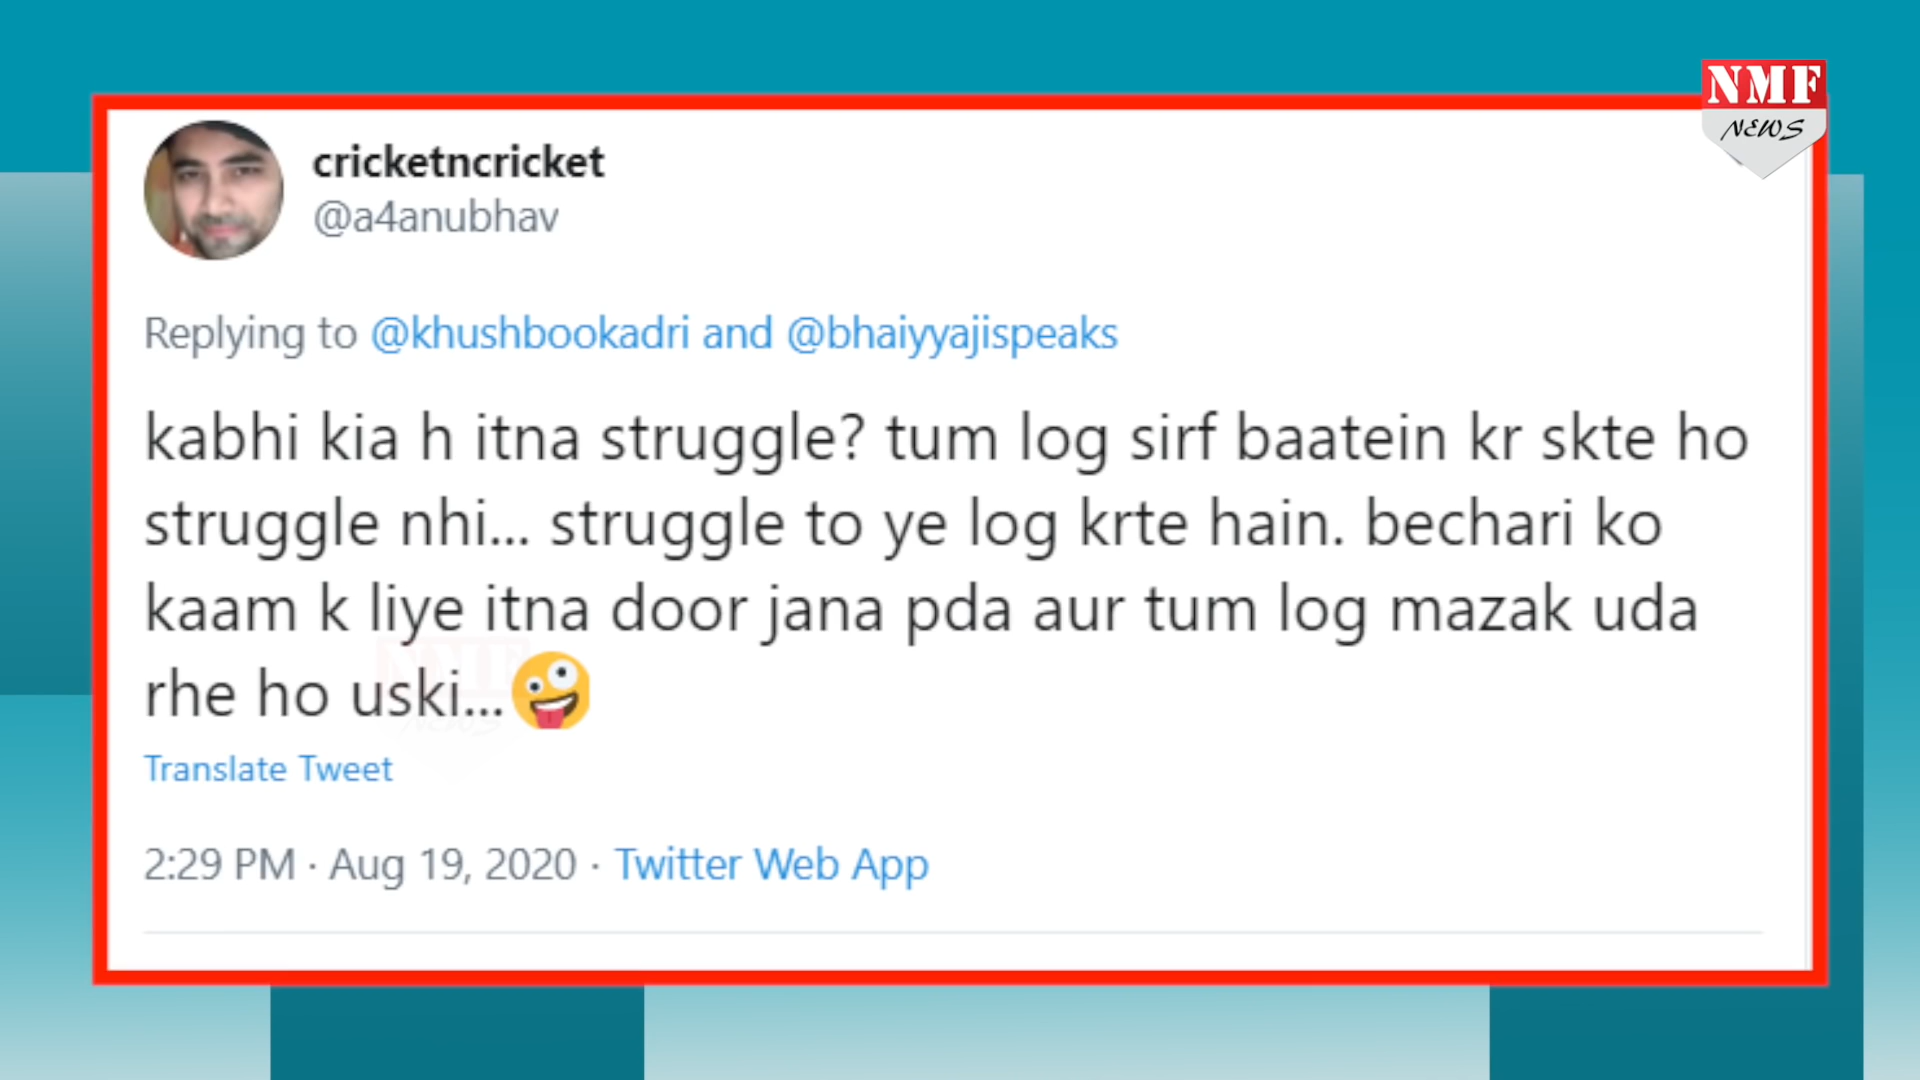 NMF
NEWS
cricketncricket
@a4anubhav
Replying to @khushbookadri and @bhaiyyajispeaks
kabhi kia h itna struggle? tum log sirf baatein kr skte ho
struggle nhi... struggle to ye log krte hain. bechari ko
kaam k liye itna door jana pda aur tum log mazak uda
rhe ho uski...🤪
Translate Tweet
2:29 PM · Aug 19, 2020 · Twitter Web App